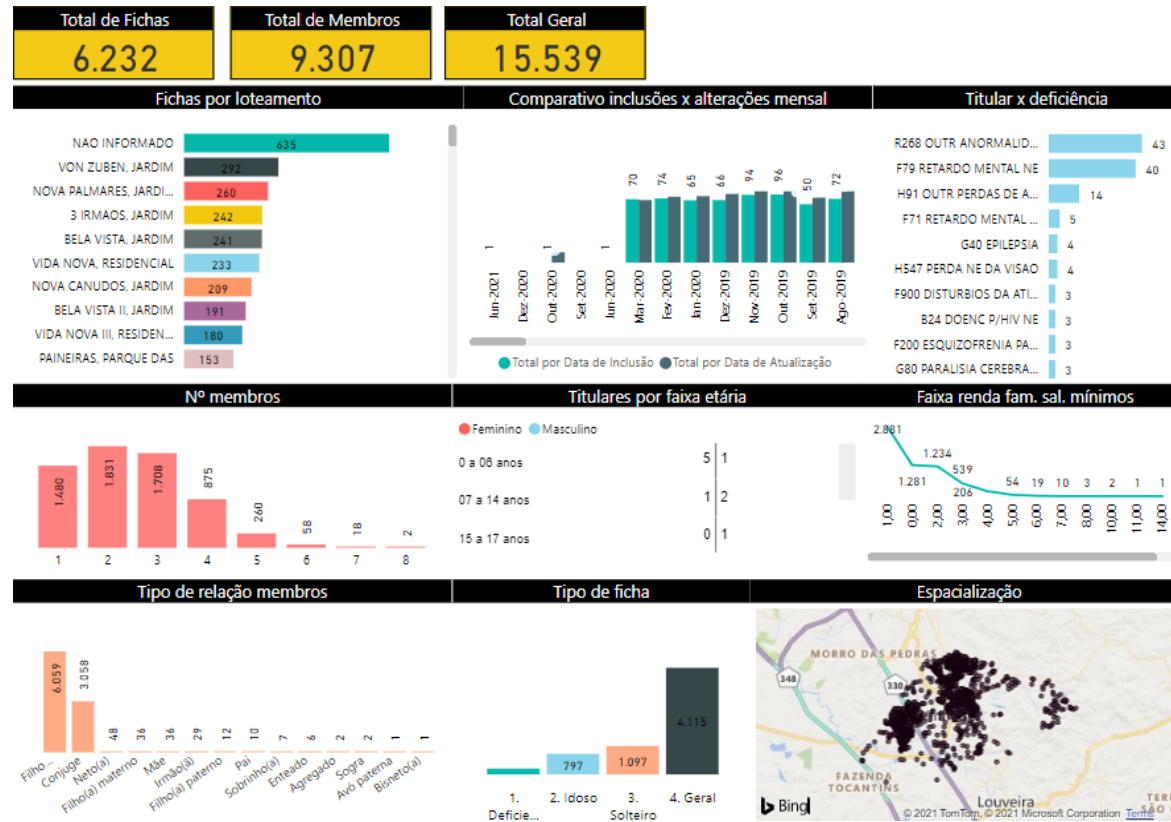 Total de Fichas
6.232
Total de Membros
9.307
Total Geral
15.539
Fichas por loteamento
NAO INFORMADO 635
VON ZUBEN, JARDIM 292
NOVA PALMARES, JARDI... 260
3 IRMAOS, JARDIM 242
BELA VISTA, JARDIM 241
VIDA NOVA, RESIDENCIAL 233
NOVA CANUDOS, JARDIM 209
BELA VISTA II, JARDIM 191
VIDA NOVA III, RESIDEN... 180
PAINEIRAS, PARQUE DAS 153
Comparativo inclusões x alterações mensal
1 1 1 70 74 65 66 94 96 50 72
Jun-2021 Dez-2020 Out-2020 Set-2020 Jun-2020 Mar-2020 Fev-2020 Jan-2020 Dez-2019 Nov-2019 Out-2019 Set-2019 Ago-2019
Total por Data de Inclusão Total por Data de Atualização
Titular x deficiência
R268 OUTR ANORMALID... 43
F79 RETARDO MENTAL NE 40
H91 OUTR PERDAS DE A... 14
F71 RETARDO MENTAL ... 5
G40 EPILEPSIA 4
H547 PERDA NE DA VISAO 4
F900 DISTURBIOS DA ATI... 3
B24 DOENC P/HIV NE 3
F200 ESQUIZOFRENIA PA... 3
G80 PARALISIA CEREBRA... 3
Nº membros
1.480 1.831 1.708 875 260 58 18 2
1 2 3 4 5 6 7 8
Titulares por faixa etária
Feminino Masculino
0 a 06 anos 5 1
07 a 14 anos 1 2
15 a 17 anos 0 1
Faixa renda fam. sal. mínimos
2.881 1.281 1.234 539 206 54 19 10 3 2 1 1
1,00 0,00 2,00 3,00 4,00 5,00 6,00 7,00 8,00 10,00 11,00 14,00
Tipo de relação membros
6.059 3.058 48 36 36 29 12 10 7 6 2 2 1 1
Filho... Conjuge Neto(a) Filho(a) materno Mãe Irmão(ã) Filho(a) paterno Pai Sobrinho(a) Enteado Agregado Sogra Avó paterna Bisneto(a)
Tipo de ficha
797 1.097 4.115
1. Deficie... 2. Idoso 3. Solteiro 4. Geral
Espacialização
MORRO DAS PEDRAS
348
330
FAZENDA
TOCANTINS
Louveira
Bing
© 2021 TomTom, © 2021 Microsoft Corporation Terms